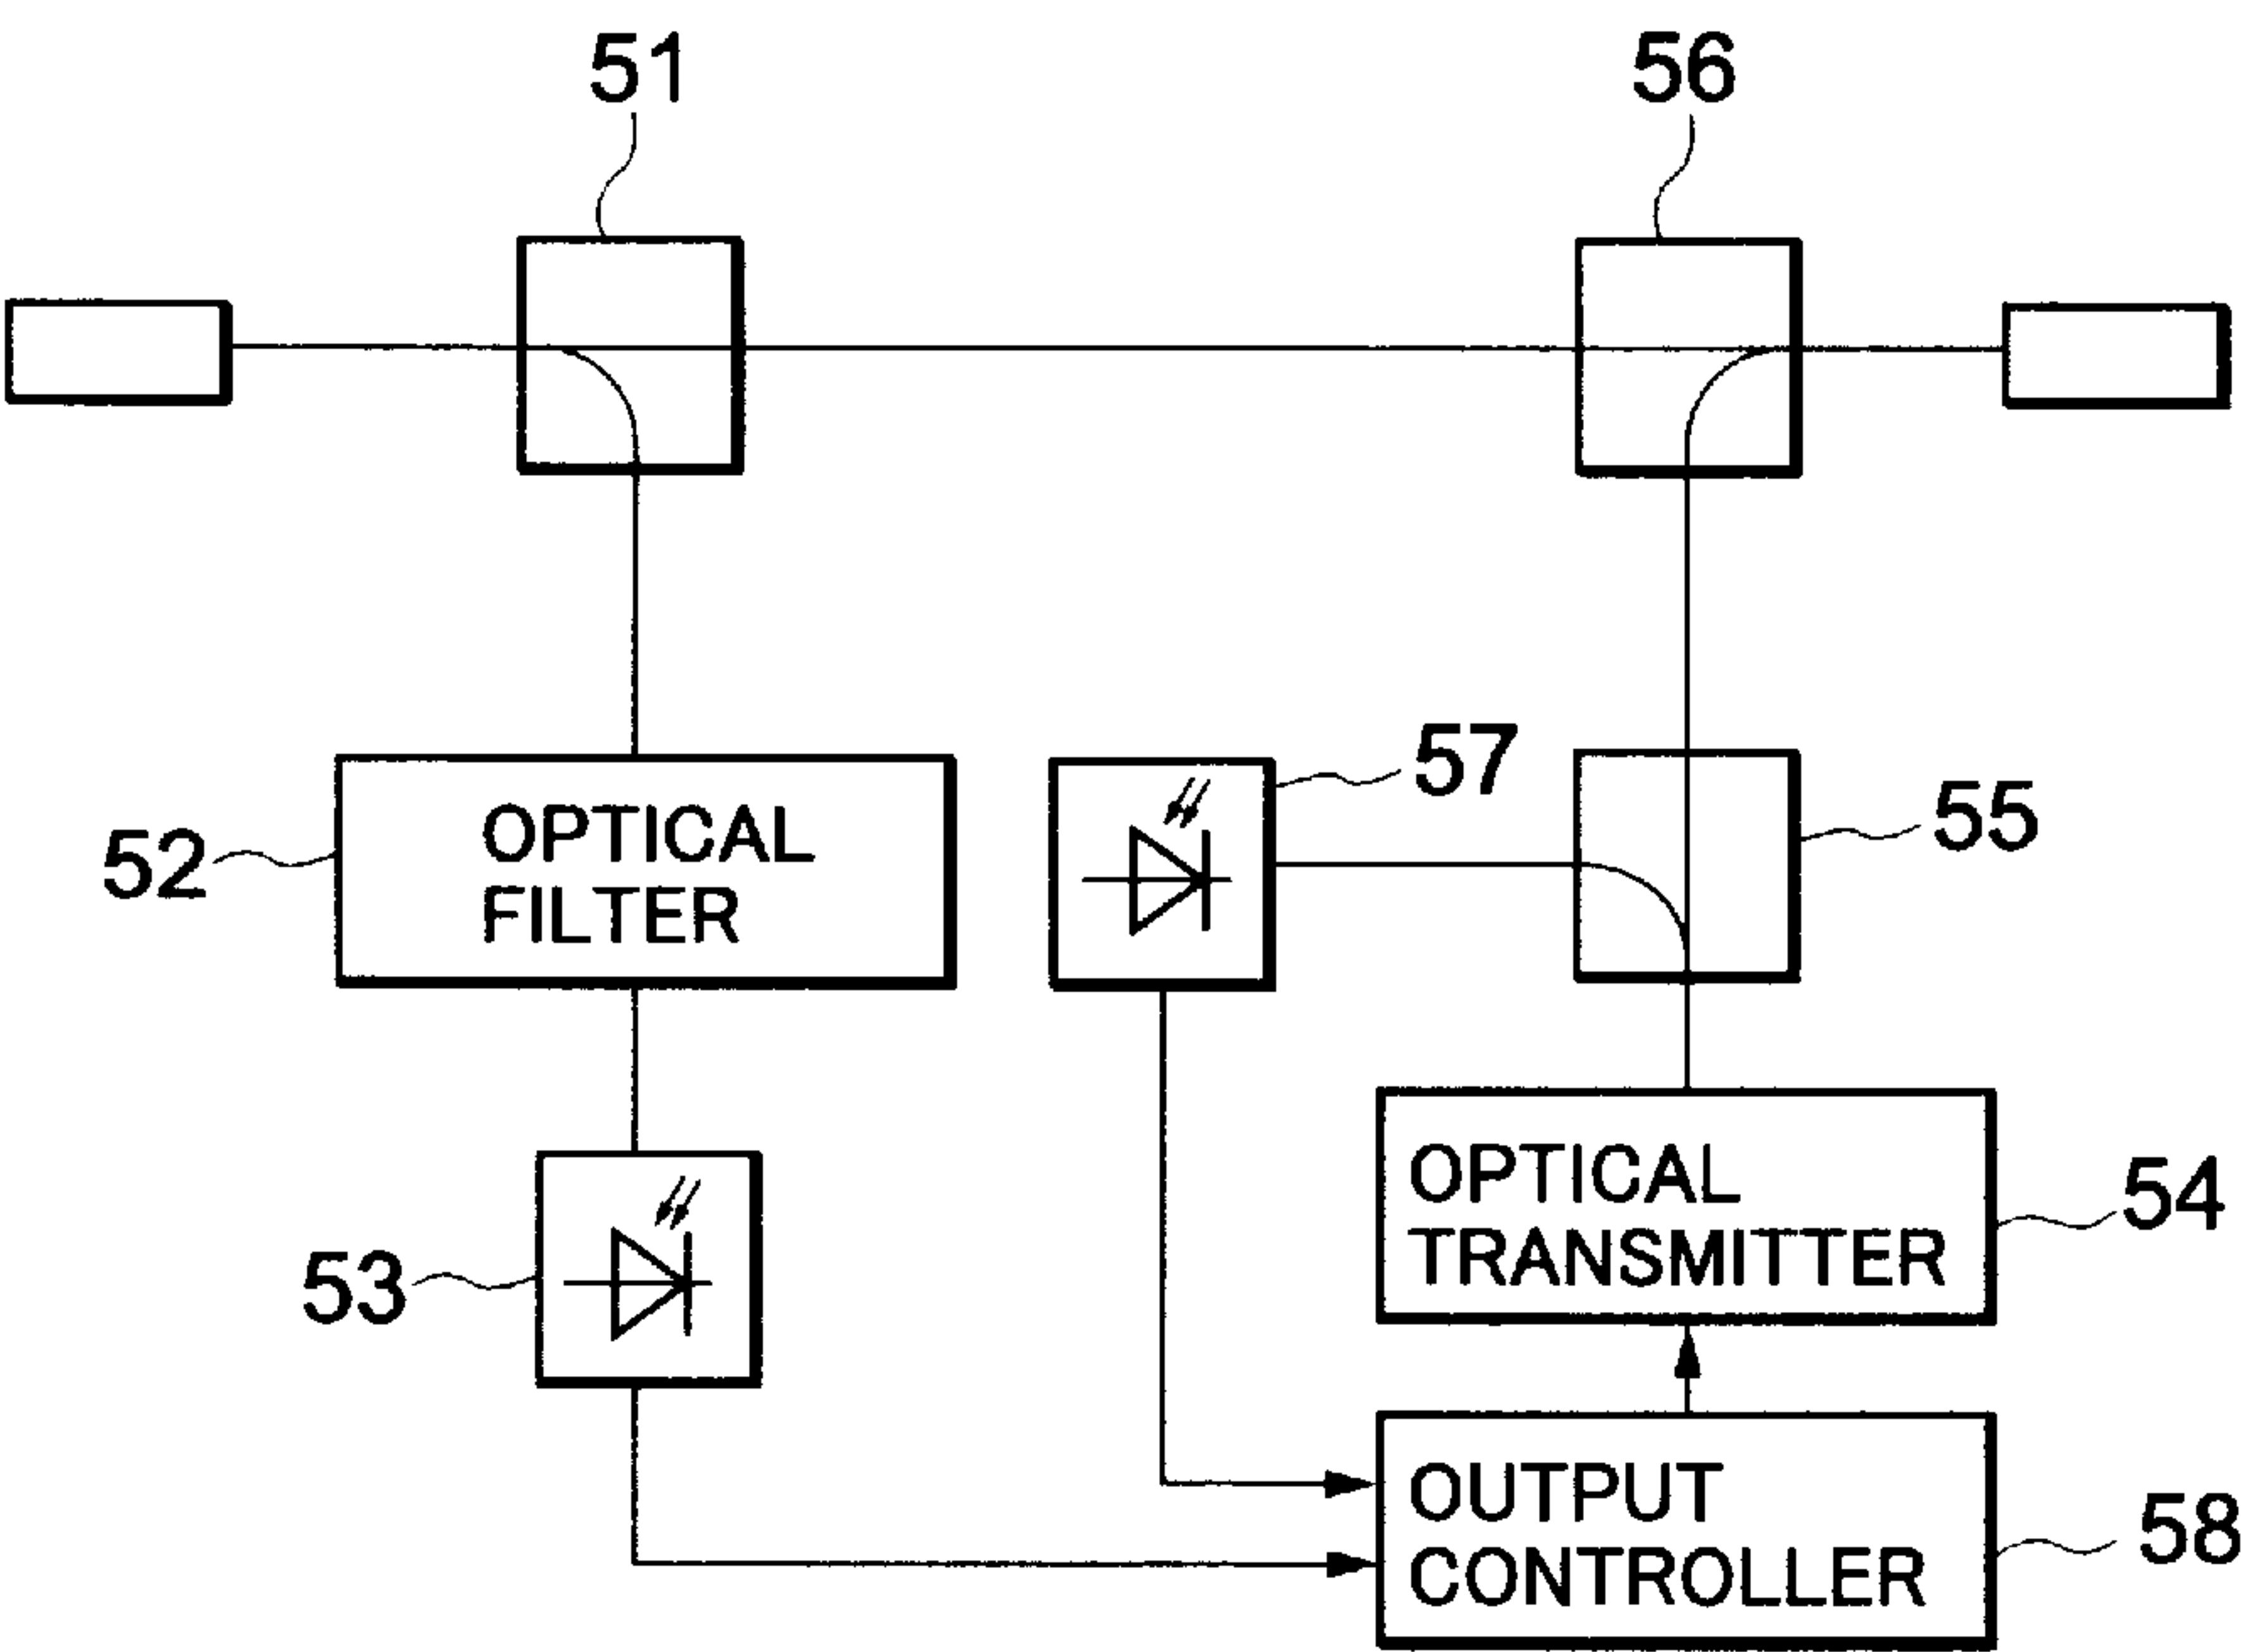 51
56
57
55
52
OPTICAL
FILTER
54
OPTICAL
TRANSMITTER
53
58
OUTPUT
CONTROLLER